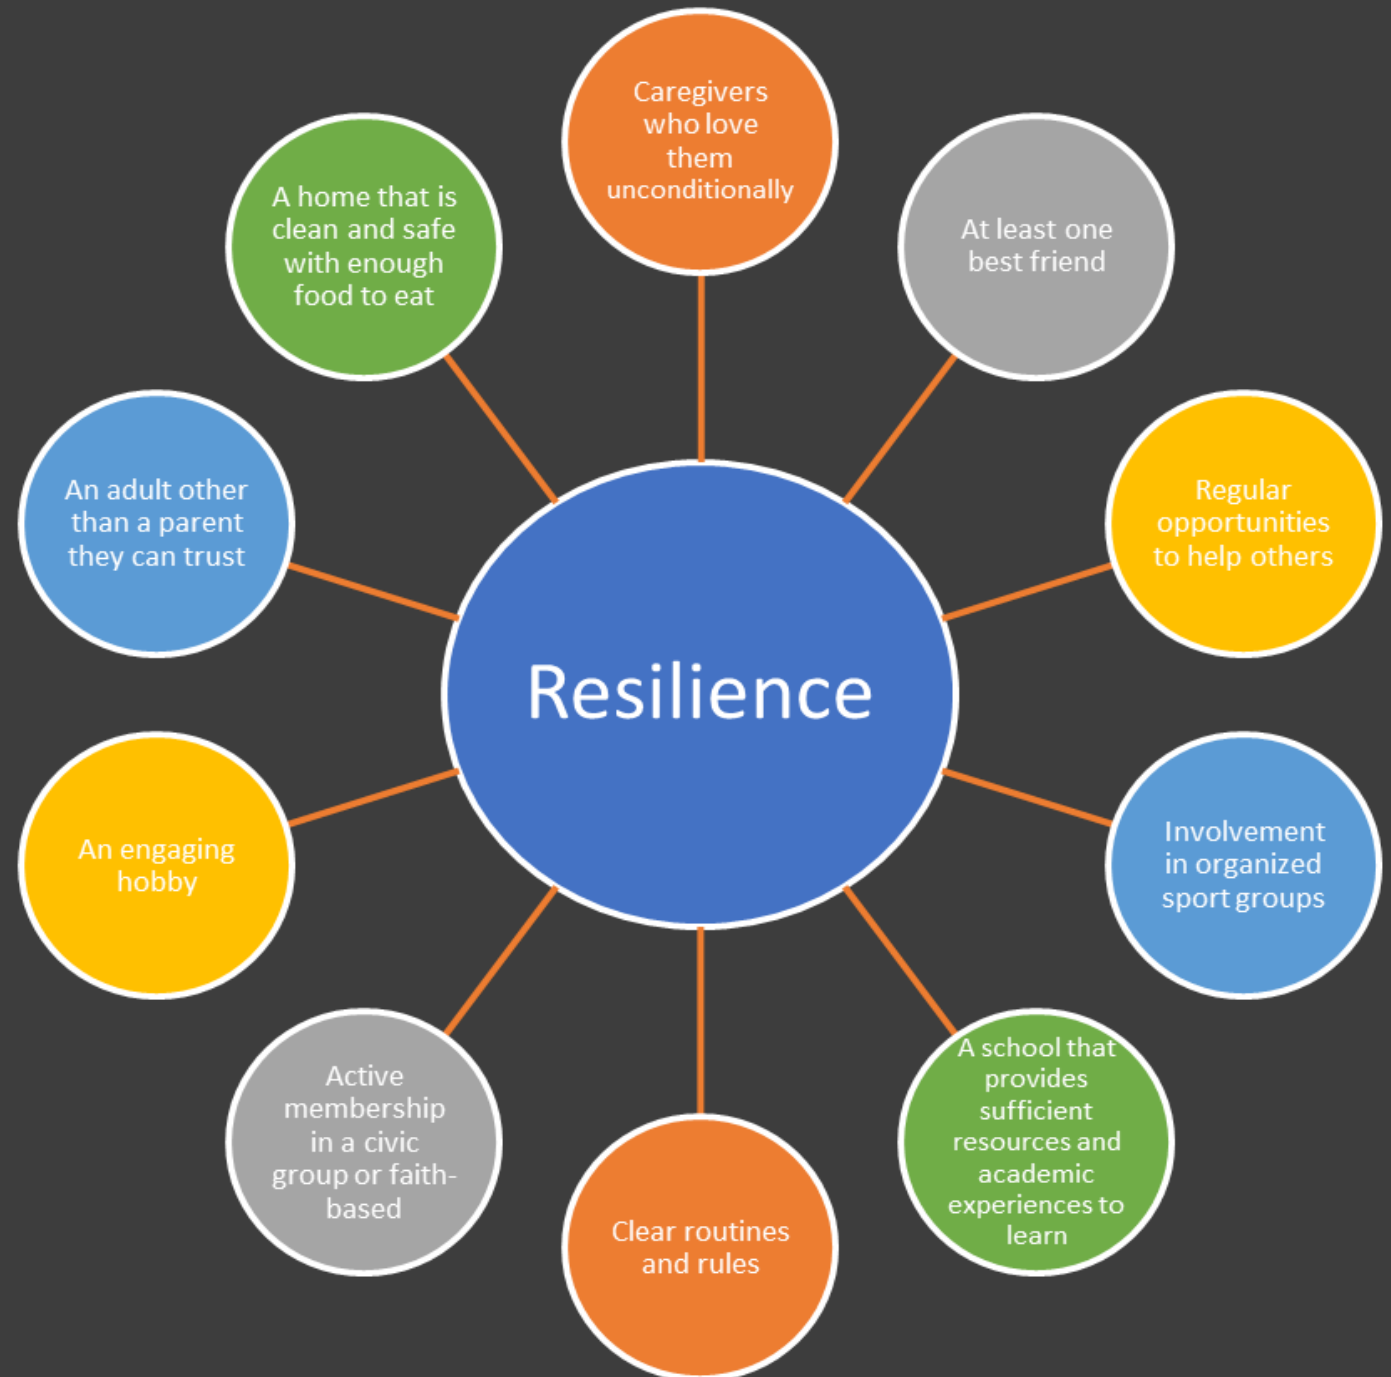 Caregivers
who love
them
unconditionally
At least one
best friend
Regular
opportunities
to help others
Involvement
in organized
sport groups
A school that
provides
sufficient
resources and
academic
experiences to
learn
Clear routines
and rules
Active
membership
in a civic
group or faith-
based
An engaging
hobby
An adult other
than a parent
they can trust
A home that is
clean and safe
with enough
food to eat
Resilience